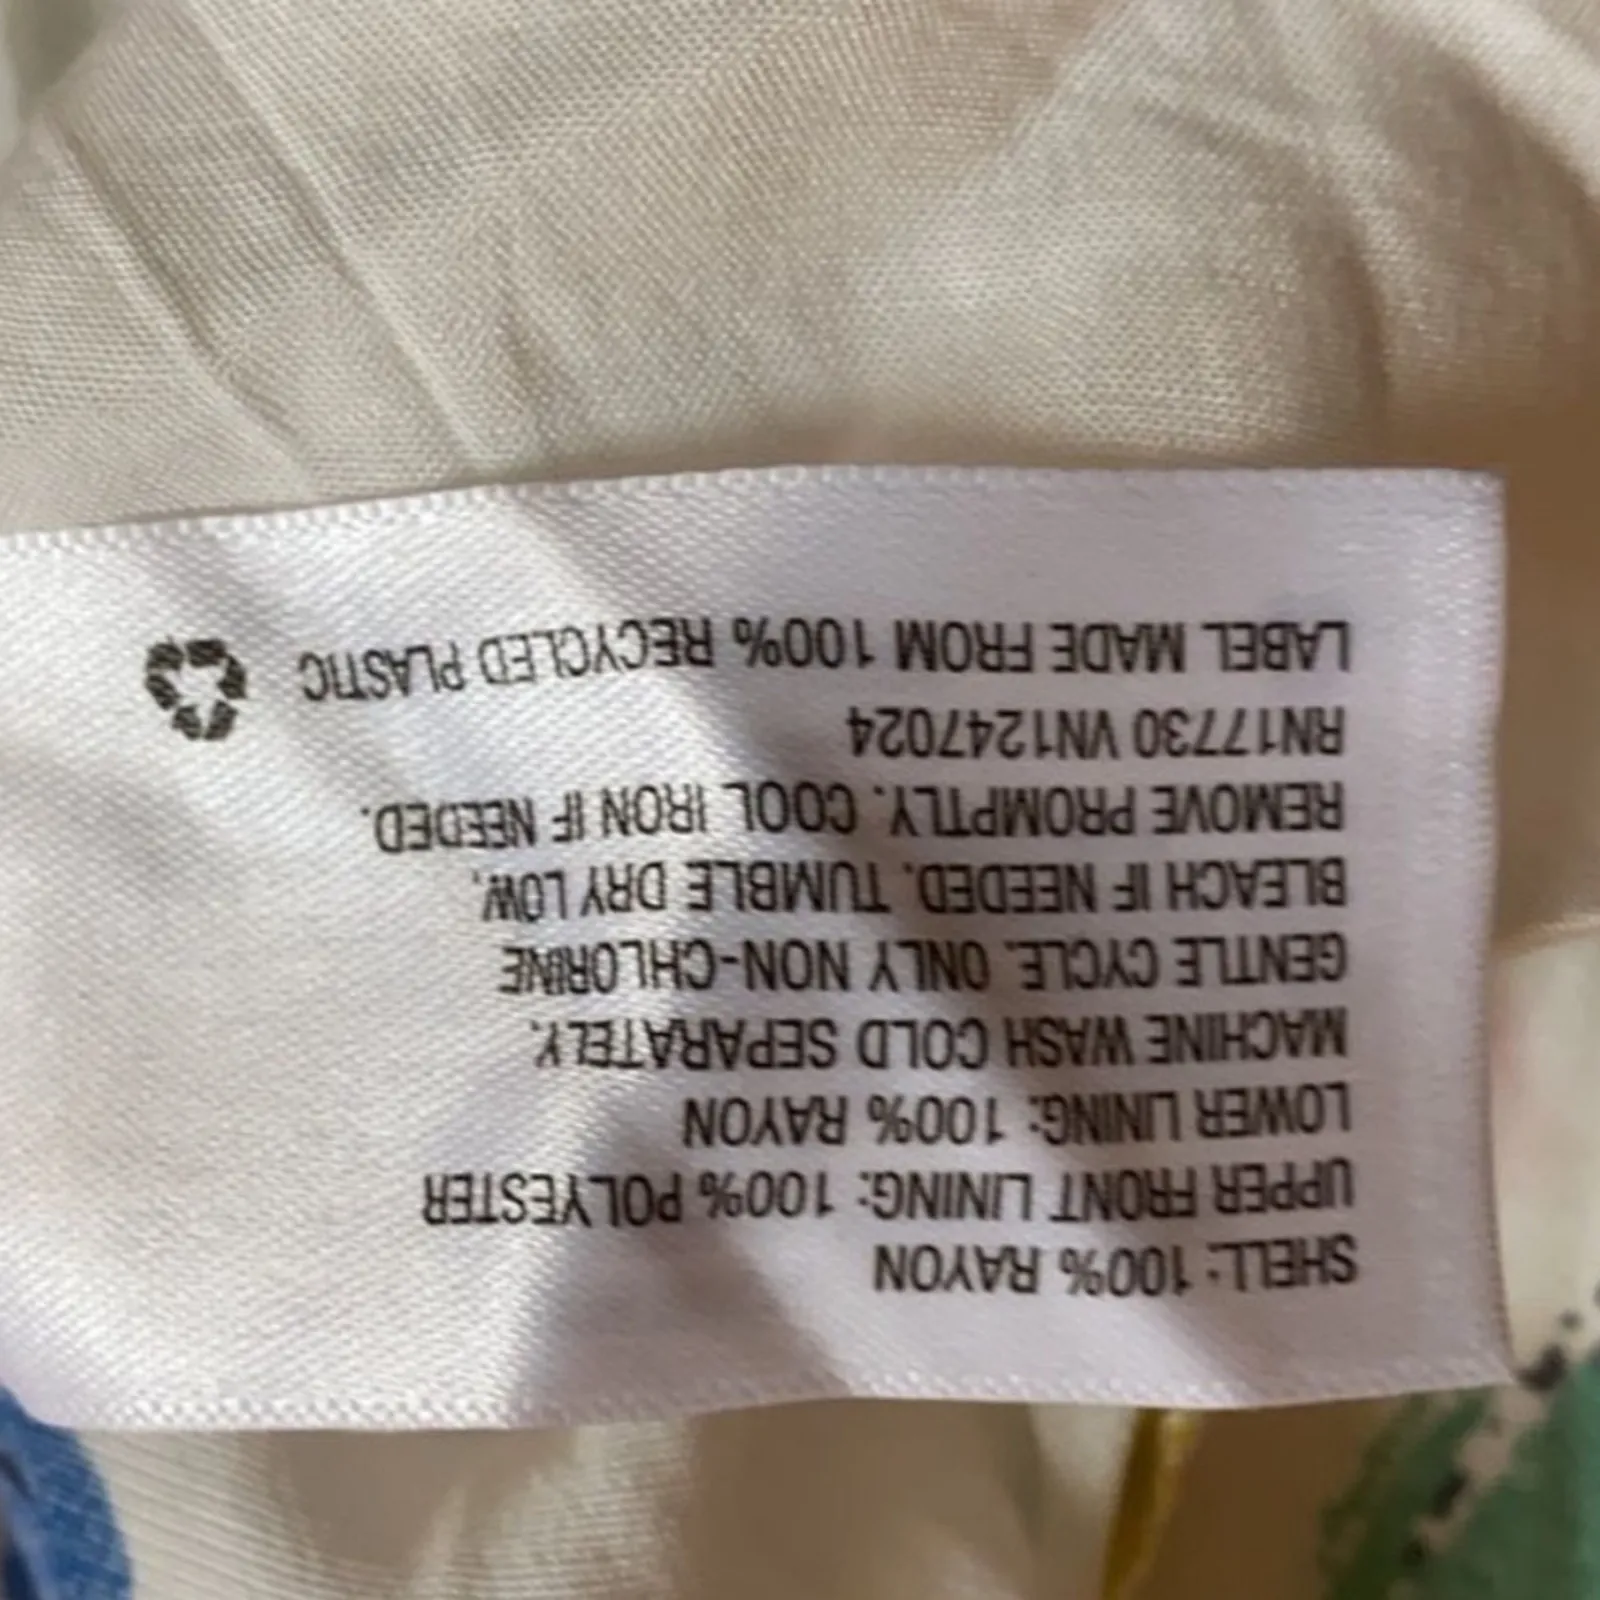 SHELL: 100% RAYON
UPPER FRONT LINING: 100% POLYESTER
LOWER LINING: 100% RAYON
MACHINE WASH COLD SEPARATELY.
GENTLE CYCLE. ONLY NON-CHLORINE
BLEACH IF NEEDED. TUMBLE DRY LOW,
REMOVE PROMPTLY. COOL IRON IF NEEDED.
RN17730 VN1247024
LABEL MADE FROM 100% RECYCLED PLASTIC